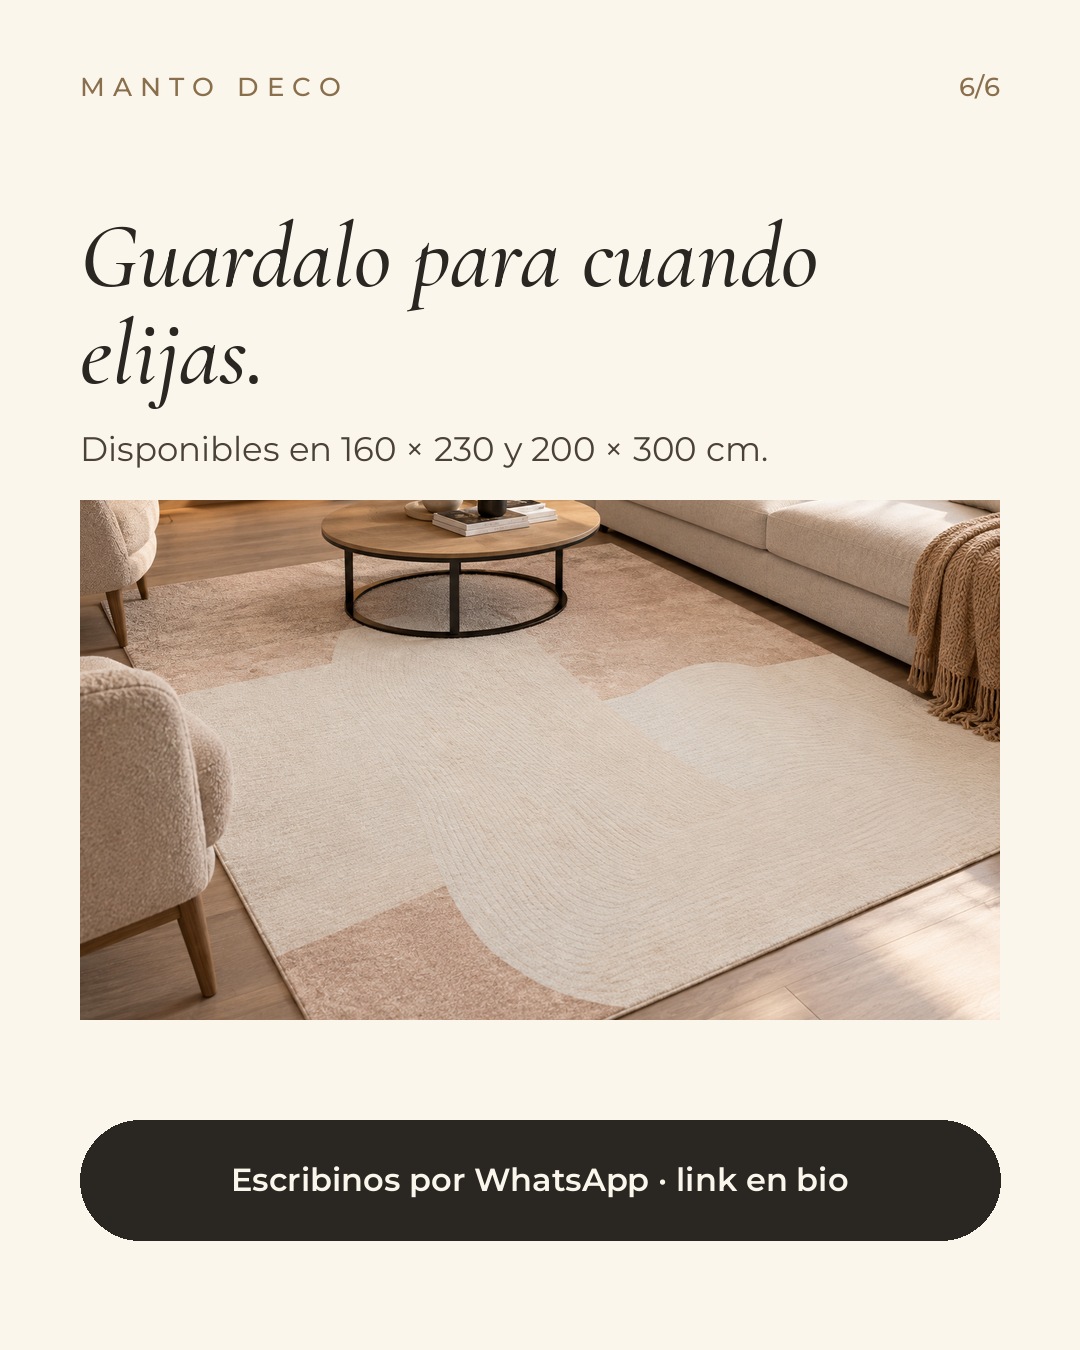 MANTO DECO
6/6
Guardalo para cuando
elijas.
Disponibles en 160 × 230 y 200 × 300 cm.
Escribinos por WhatsApp · link en bio